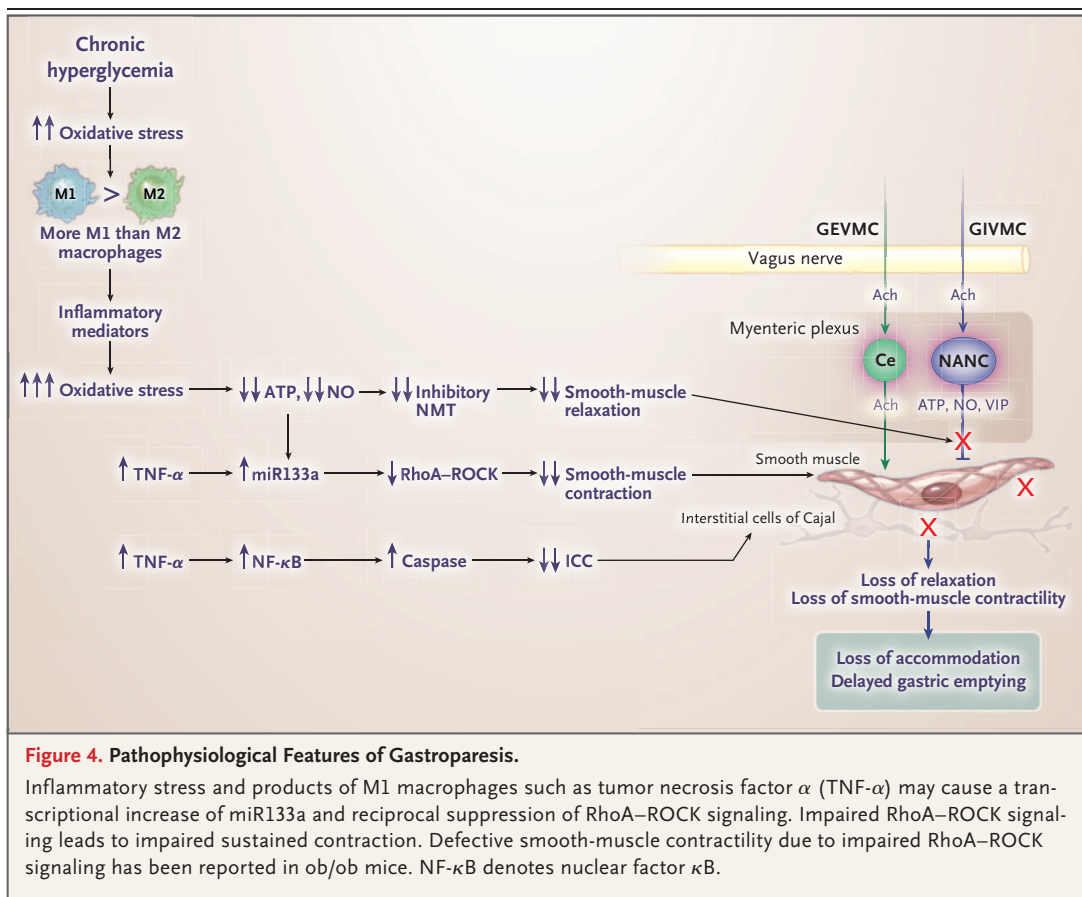 Chronic
hyperglycemia
↑↑ Oxidative stress
M1 > M2
More M1 than M2
macrophages
Inflammatory
mediators
↑↑↑ Oxidative stress
↓↓ ATP, ↓↓ NO
↓↓ Inhibitory
NMT
↓↓ Smooth-muscle
relaxation
↑ TNF-α
↑ miR133a
↓ RhoA–ROCK
↓↓ Smooth-muscle
contraction
↑ TNF-α
↑ NF-κB
↑ Caspase
↓↓ ICC
GEVMC
GIVMC
Vagus nerve
Ach
Ach
Myenteric plexus
Ce
NANC
Ach
ATP, NO, VIP
X
Smooth muscle
X
Interstitial cells of Cajal
X
Loss of relaxation
Loss of smooth-muscle contractility
Loss of accommodation
Delayed gastric emptying
Figure 4. Pathophysiological Features of Gastroparesis.
Inflammatory stress and products of M1 macrophages such as tumor necrosis factor α (TNF-α) may cause a tran-
scriptional increase of miR133a and reciprocal suppression of RhoA–ROCK signaling. Impaired RhoA–ROCK signal-
ing leads to impaired sustained contraction. Defective smooth-muscle contractility due to impaired RhoA–ROCK
signaling has been reported in ob/ob mice. NF-κB denotes nuclear factor κB.